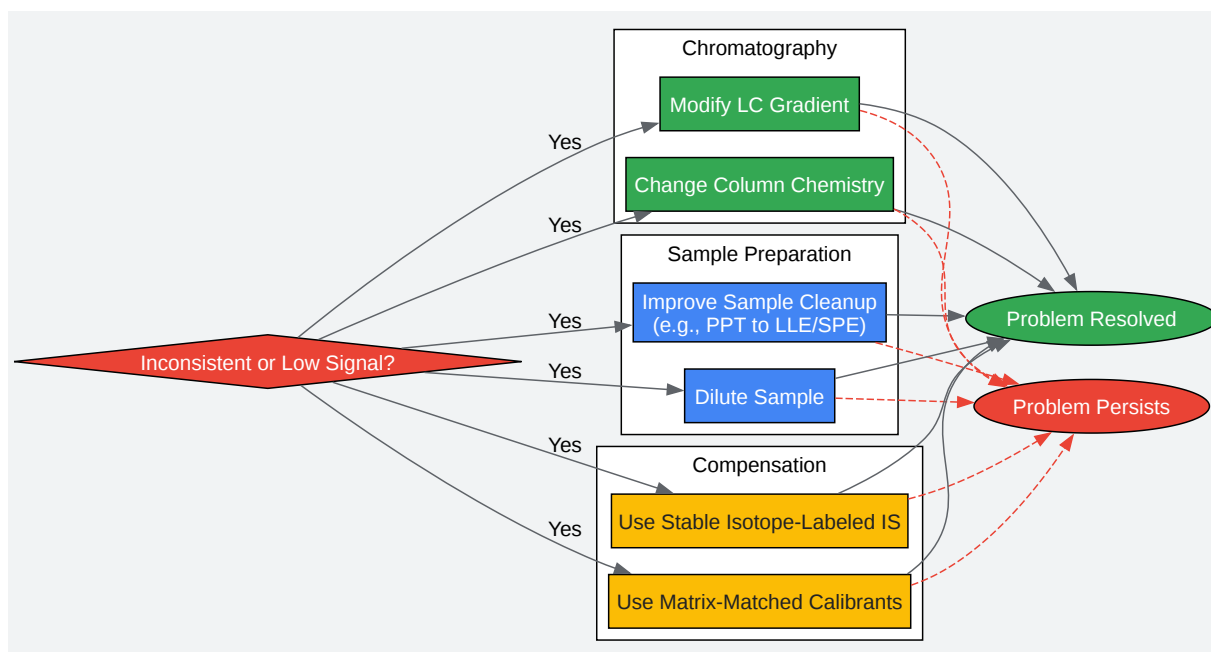 Chromatography
Modify LC Gradient
Yes
Change Column Chemistry
Yes
Sample Preparation
Improve Sample Cleanup
(e.g., PPT to LLE/SPE)
Yes
Problem Resolved
Inconsistent or Low Signal?
Yes
Dilute Sample
Problem Persists
Yes
Compensation
Use Stable Isotope-Labeled IS
Yes
Use Matrix-Matched Calibrants